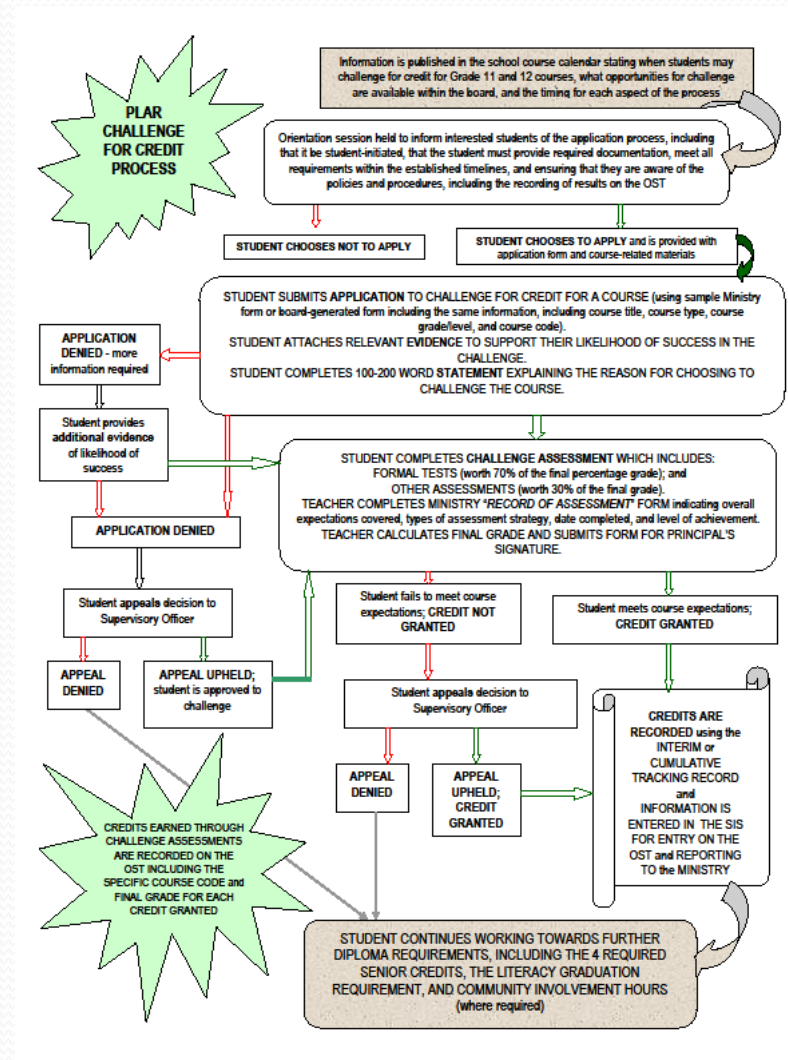 PLAR
CHALLENGE
FOR CREDIT
PROCESS
Information is published in the school course calendar stating when students may
challenge for credit for Grade 11 and 12 courses, what opportunities for challenge
are available within the board, and the timing for each aspect of the process
Orientation session held to inform interested students of the application process, including
that it be student-initiated, that the student must provide required documentation, meet all
requirements within the established timelines, and ensuring that they are aware of the
policies and procedures, including the recording of results on the OST
STUDENT CHOOSES NOT TO APPLY
STUDENT CHOOSES TO APPLY and is provided with
application form and course-related materials
STUDENT SUBMITS APPLICATION TO CHALLENGE FOR CREDIT FOR A COURSE (using sample Ministry
form or board-generated form including the same information, including course title, course type, course
grade/level, and course code).
STUDENT ATTACHES RELEVANT EVIDENCE TO SUPPORT THEIR LIKELIHOOD OF SUCCESS IN THE
CHALLENGE.
STUDENT COMPLETES 100-200 WORD STATEMENT EXPLAINING THE REASON FOR CHOOSING TO
CHALLENGE THE COURSE.
APPLICATION
DENIED - more
information required
Student provides
additional evidence
of likelihood of
success
STUDENT COMPLETES CHALLENGE ASSESSMENT WHICH INCLUDES:
FORMAL TESTS (worth 70% of the final percentage grade); and
OTHER ASSESSMENTS (worth 30% of the final grade).
TEACHER COMPLETES MINISTRY "RECORD OF ASSESSMENT" FORM indicating overall
expectations covered, types of assessment strategy, date completed, and level of achievement.
TEACHER CALCULATES FINAL GRADE AND SUBMITS FORM FOR PRINCIPAL'S
SIGNATURE.
APPLICATION DENIED
Student appeals decision to
Supervisory Officer
Student fails to meet course
expectations; CREDIT NOT
GRANTED
Student meets course expectations;
CREDIT GRANTED
APPEAL
DENIED
APPEAL UPHELD;
student is approved to
challenge
Student appeals decision to
Supervisory Officer
APPEAL
DENIED
APPEAL
UPHELD;
CREDIT
GRANTED
CREDITS ARE
RECORDED using the
INTERIM or
CUMULATIVE
TRACKING RECORD
and
INFORMATION IS
ENTERED IN THE SIS
FOR ENTRY ON THE
OST and REPORTING
TO the MINISTRY
CREDITS EARNED THROUGH
CHALLENGE ASSESSMENTS
ARE RECORDED ON THE
OST INCLUDING THE
SPECIFIC COURSE CODE and
FINAL GRADE FOR EACH
CREDIT GRANTED
STUDENT CONTINUES WORKING TOWARDS FURTHER
DIPLOMA REQUIREMENTS, INCLUDING THE 4 REQUIRED
SENIOR CREDITS, THE LITERACY GRADUATION
REQUIREMENT, AND COMMUNITY INVOLVEMENT HOURS
(where required)